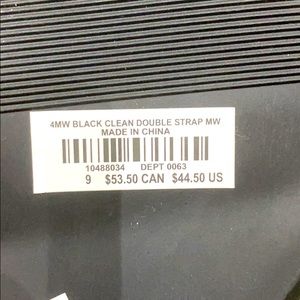 4MW BLACK CLEAN DOUBLE STRAP MW
MADE IN CHINA
10488034 DEPT 0063
9 $53.50 CAN $44.50 US